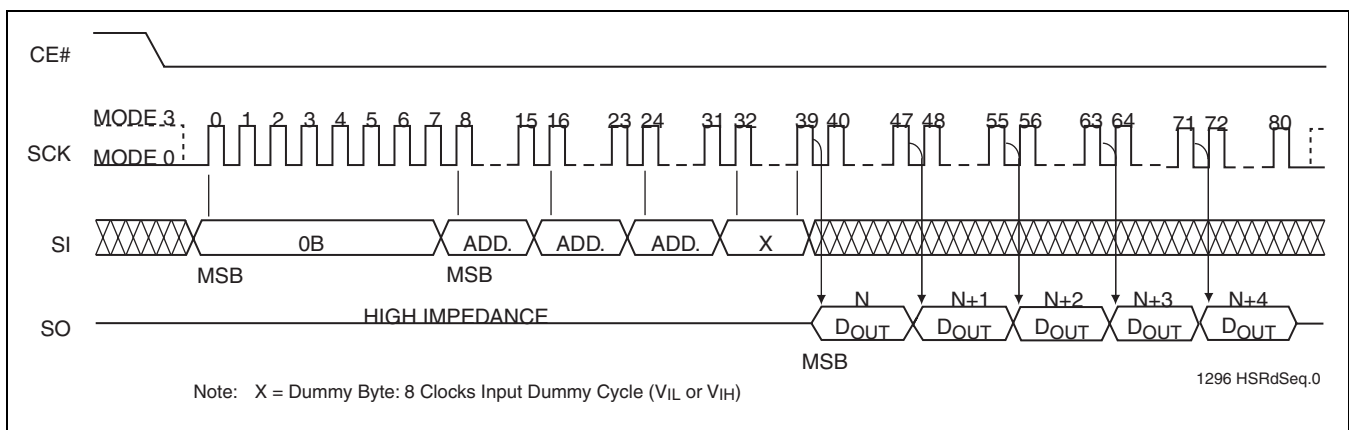 CE#
MODE 3 0 1 2 3 4 5 6 7 8 15 16 23 24 31 32 39 40 47 48 55 56 63 64 71 72 80
SCK MODE 0
SI 0B ADD. ADD. ADD. X
MSB MSB
N N+1 N+2 N+3 N+4
SO HIGH IMPEDANCE DOUT DOUT DOUT DOUT DOUT
MSB
1296 HSRdSeq.0
Note: X = Dummy Byte: 8 Clocks Input Dummy Cycle (VIL or VIH)